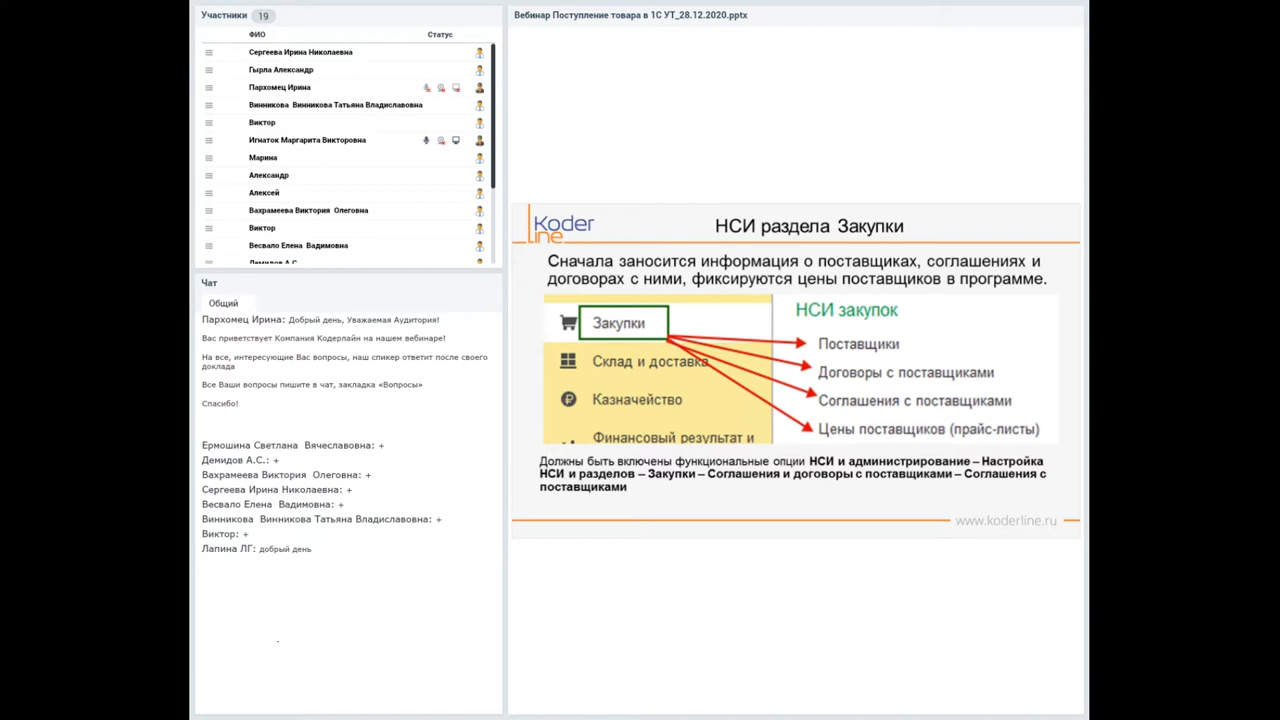 Участники 19
ФИО Статус
Сергеева Ирина Николаевна
Гырла Александр
Пархомец Ирина
Винникова Винникова Татьяна Владиславовна
Виктор
Игнаток Маргарита Викторовна
Марина
Александр
Алексей
Вахрамеева Виктория Олеговна
Виктор
Весвало Елена Вадимовна
Демидов А.С.
Чат
Общий
Пархомец Ирина: Добрый день, Уважаемая Аудитория!
Вас приветствует Компания Кодерлайн на нашем вебинаре!
На все, интересующие Вас вопросы, наш спикер ответит после своего
доклада
Все Ваши вопросы пишите в чат, закладка «Вопросы»
Спасибо!
Ермошина Светлана Вячеславовна: +
Демидов А.С.: +
Вахрамеева Виктория Олеговна: +
Сергеева Ирина Николаевна: +
Весвало Елена Вадимовна: +
Винникова Винникова Татьяна Владиславовна: +
Виктор: +
Лапина ЛГ: добрый день
Вебинар Поступление товара в 1С УТ_28.12.2020.pptx
Koder
line
НСИ раздела Закупки
Сначала заносится информация о поставщиках, соглашениях и
договорах с ними, фиксируются цены поставщиков в программе.
Закупки
Склад и доставка
Казначейство
Финансовый результат и
НСИ закупок
Поставщики
Договоры с поставщиками
Соглашения с поставщиками
Цены поставщиков (прайс-листы)
Должны быть включены функциональные опции НСИ и администрирование – Настройка
НСИ и разделов – Закупки – Соглашения и договоры с поставщиками – Соглашения с
поставщиками
www.koderline.ru